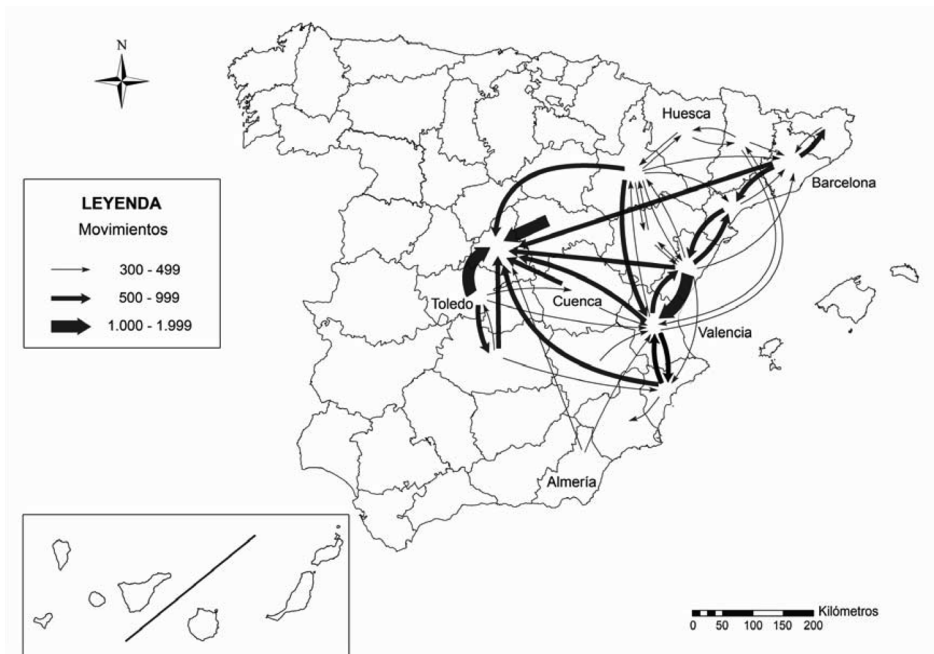 N
Huesca
Barcelona
LEYENDA
Movimientos
300 - 499
500 - 999
1.000 - 1.999
Toledo
Cuenca
Valencia
Almería
Kilómetros
0 50 100 150 200